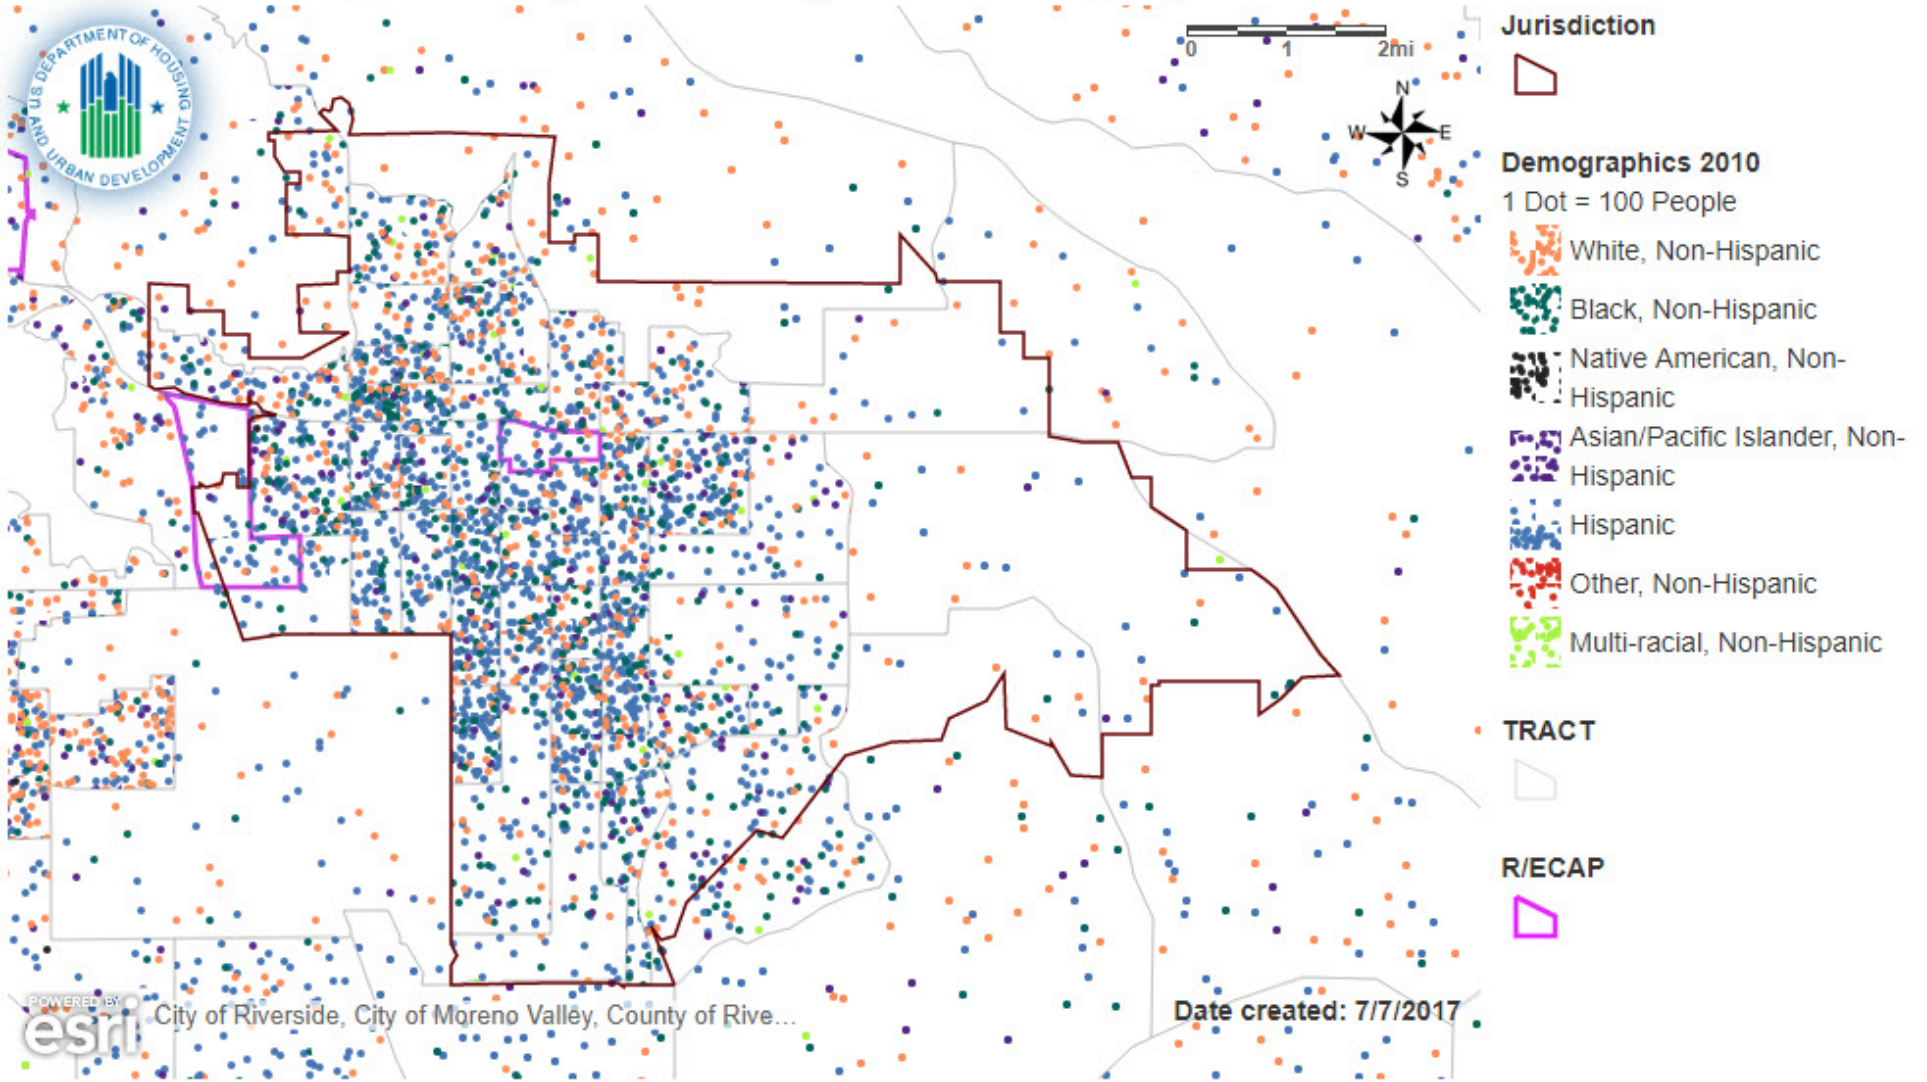 U.S. DEPARTMENT OF HOUSING
AND URBAN DEVELOPMENT
0 1 2mi
N
W E
S
Jurisdiction
Demographics 2010
1 Dot = 100 People
White, Non-Hispanic
Black, Non-Hispanic
Native American, Non-
Hispanic
Asian/Pacific Islander, Non-
Hispanic
Hispanic
Other, Non-Hispanic
Multi-racial, Non-Hispanic
TRACT
R/ECAP
POWERED BY
esri
City of Riverside, City of Moreno Valley, County of Rive...
Date created: 7/7/2017